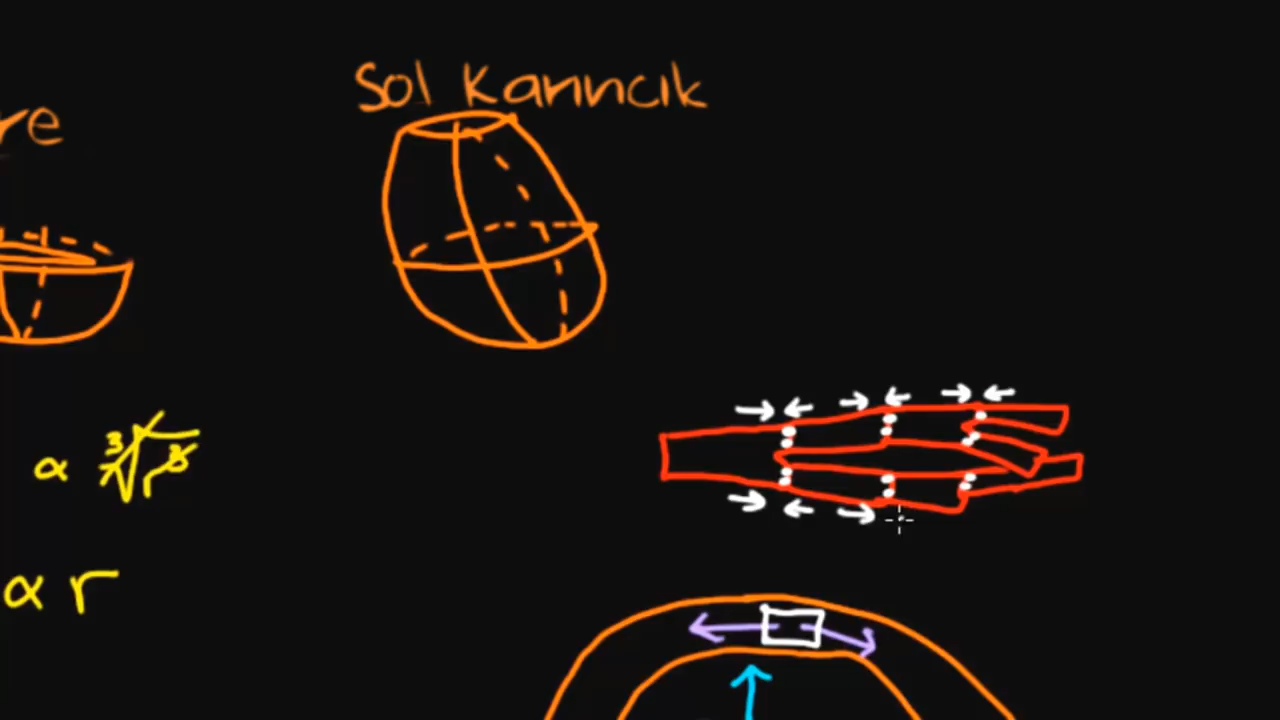 re
Sol Karıncık
∝ ∛r³
∝ r